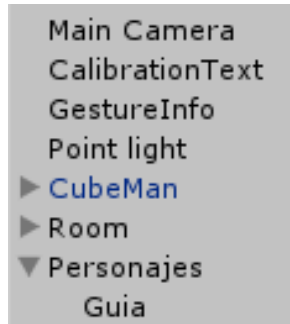 Main Camera
CalibrationText
GestureInfo
Point light
CubeMan
Room
Personajes
Guia